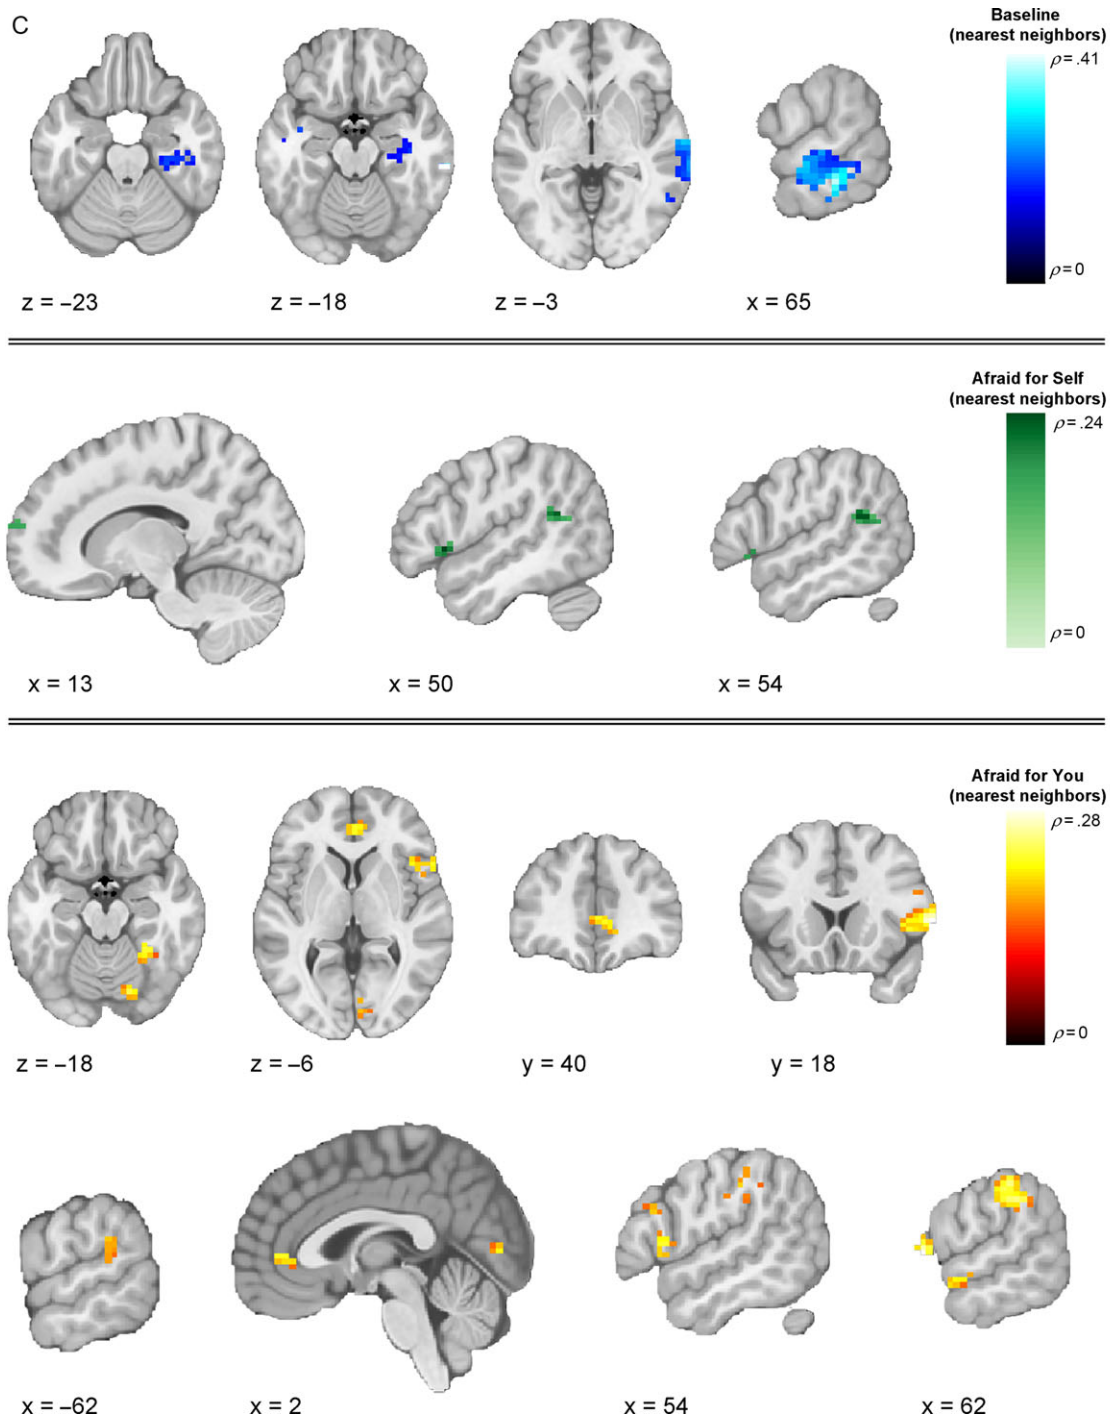 C
Baseline
(nearest neighbors)
ρ= .41
ρ= 0
z = –23
z = –18
z = –3
x = 65
Afraid for Self
(nearest neighbors)
ρ= .24
ρ= 0
x = 13
x = 50
x = 54
Afraid for You
(nearest neighbors)
ρ= .28
ρ= 0
z = –18
z = –6
y = 40
y = 18
x = –62
x = 2
x = 54
x = 62